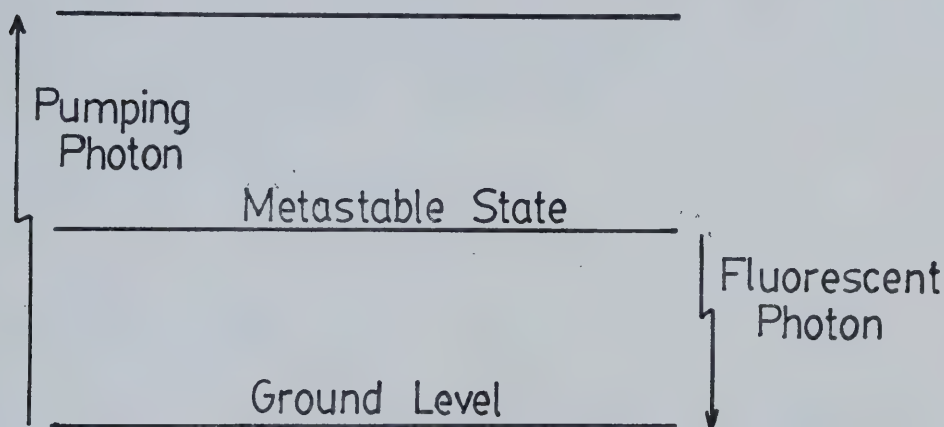 Pumping
Photon
Metastable State
Fluorescent
Photon
Ground Level